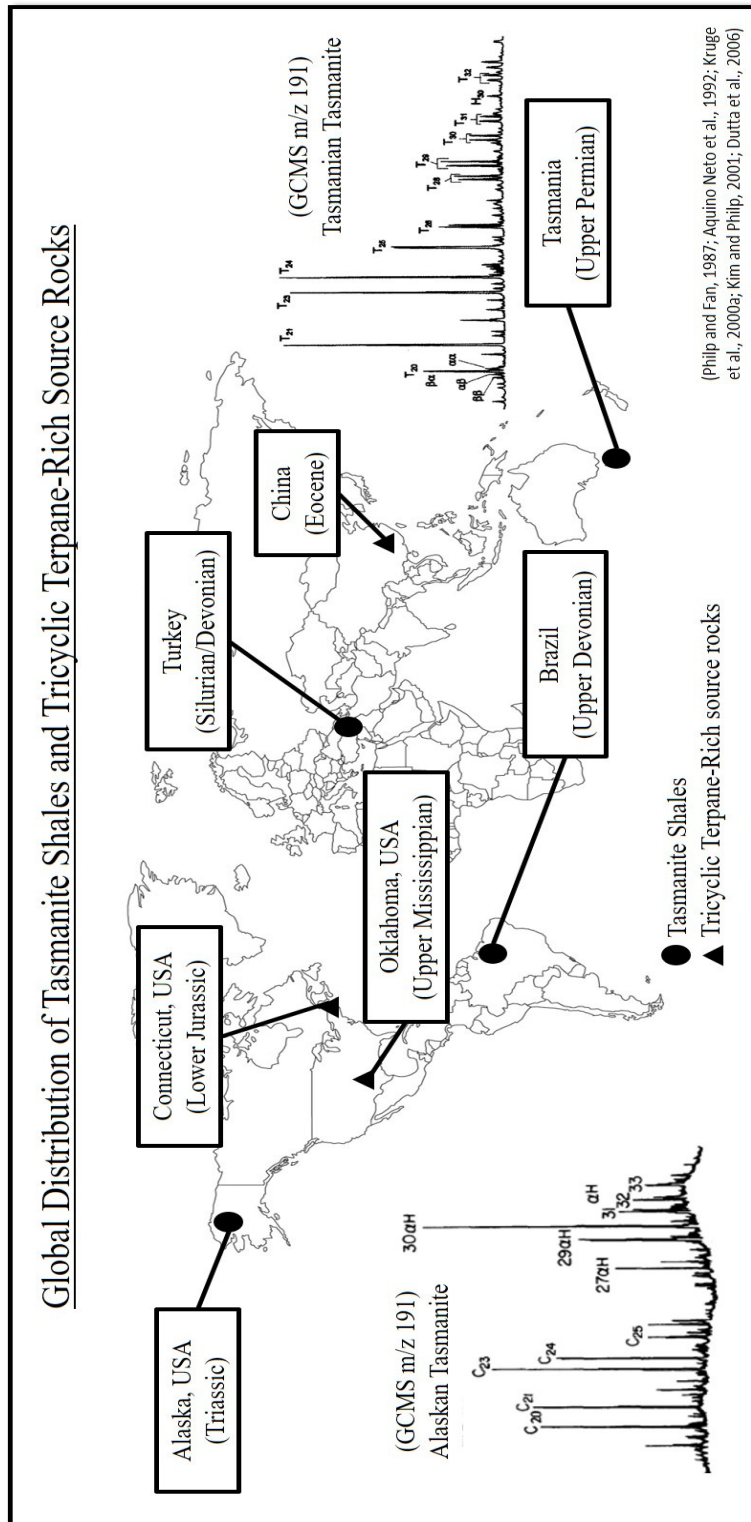 Global Distribution of Tasmanite Shales and Tricyclic Terpane-Rich Source Rocks
Alaska, USA
(Triassic)
Connecticut, USA
(Lower Jurassic)
Turkey
(Silurian/Devonian)
China
(Eocene)
Oklahoma, USA
(Upper Mississippian)
Brazil
(Upper Devonian)
Tasmania
(Upper Permian)
(GCMS m/z 191)
Alaskan Tasmanite
C20
C21
C23
C24
C25
27αH
29αH
30αH
31
32
33
αH
(GCMS m/z 191)
Tasmanian Tasmanite
T20
βα
αβ
αα
ββ
T21
T23
T24
T25
T26
T28
T29
T30
T31
H30
T32
Tasmanite Shales
Tricyclic Terpane-Rich source rocks
(Philp and Fan, 1987; Aquino Neto et al., 1992; Kruge
et al., 2000a; Kim and Philp, 2001; Dutta et al., 2006)